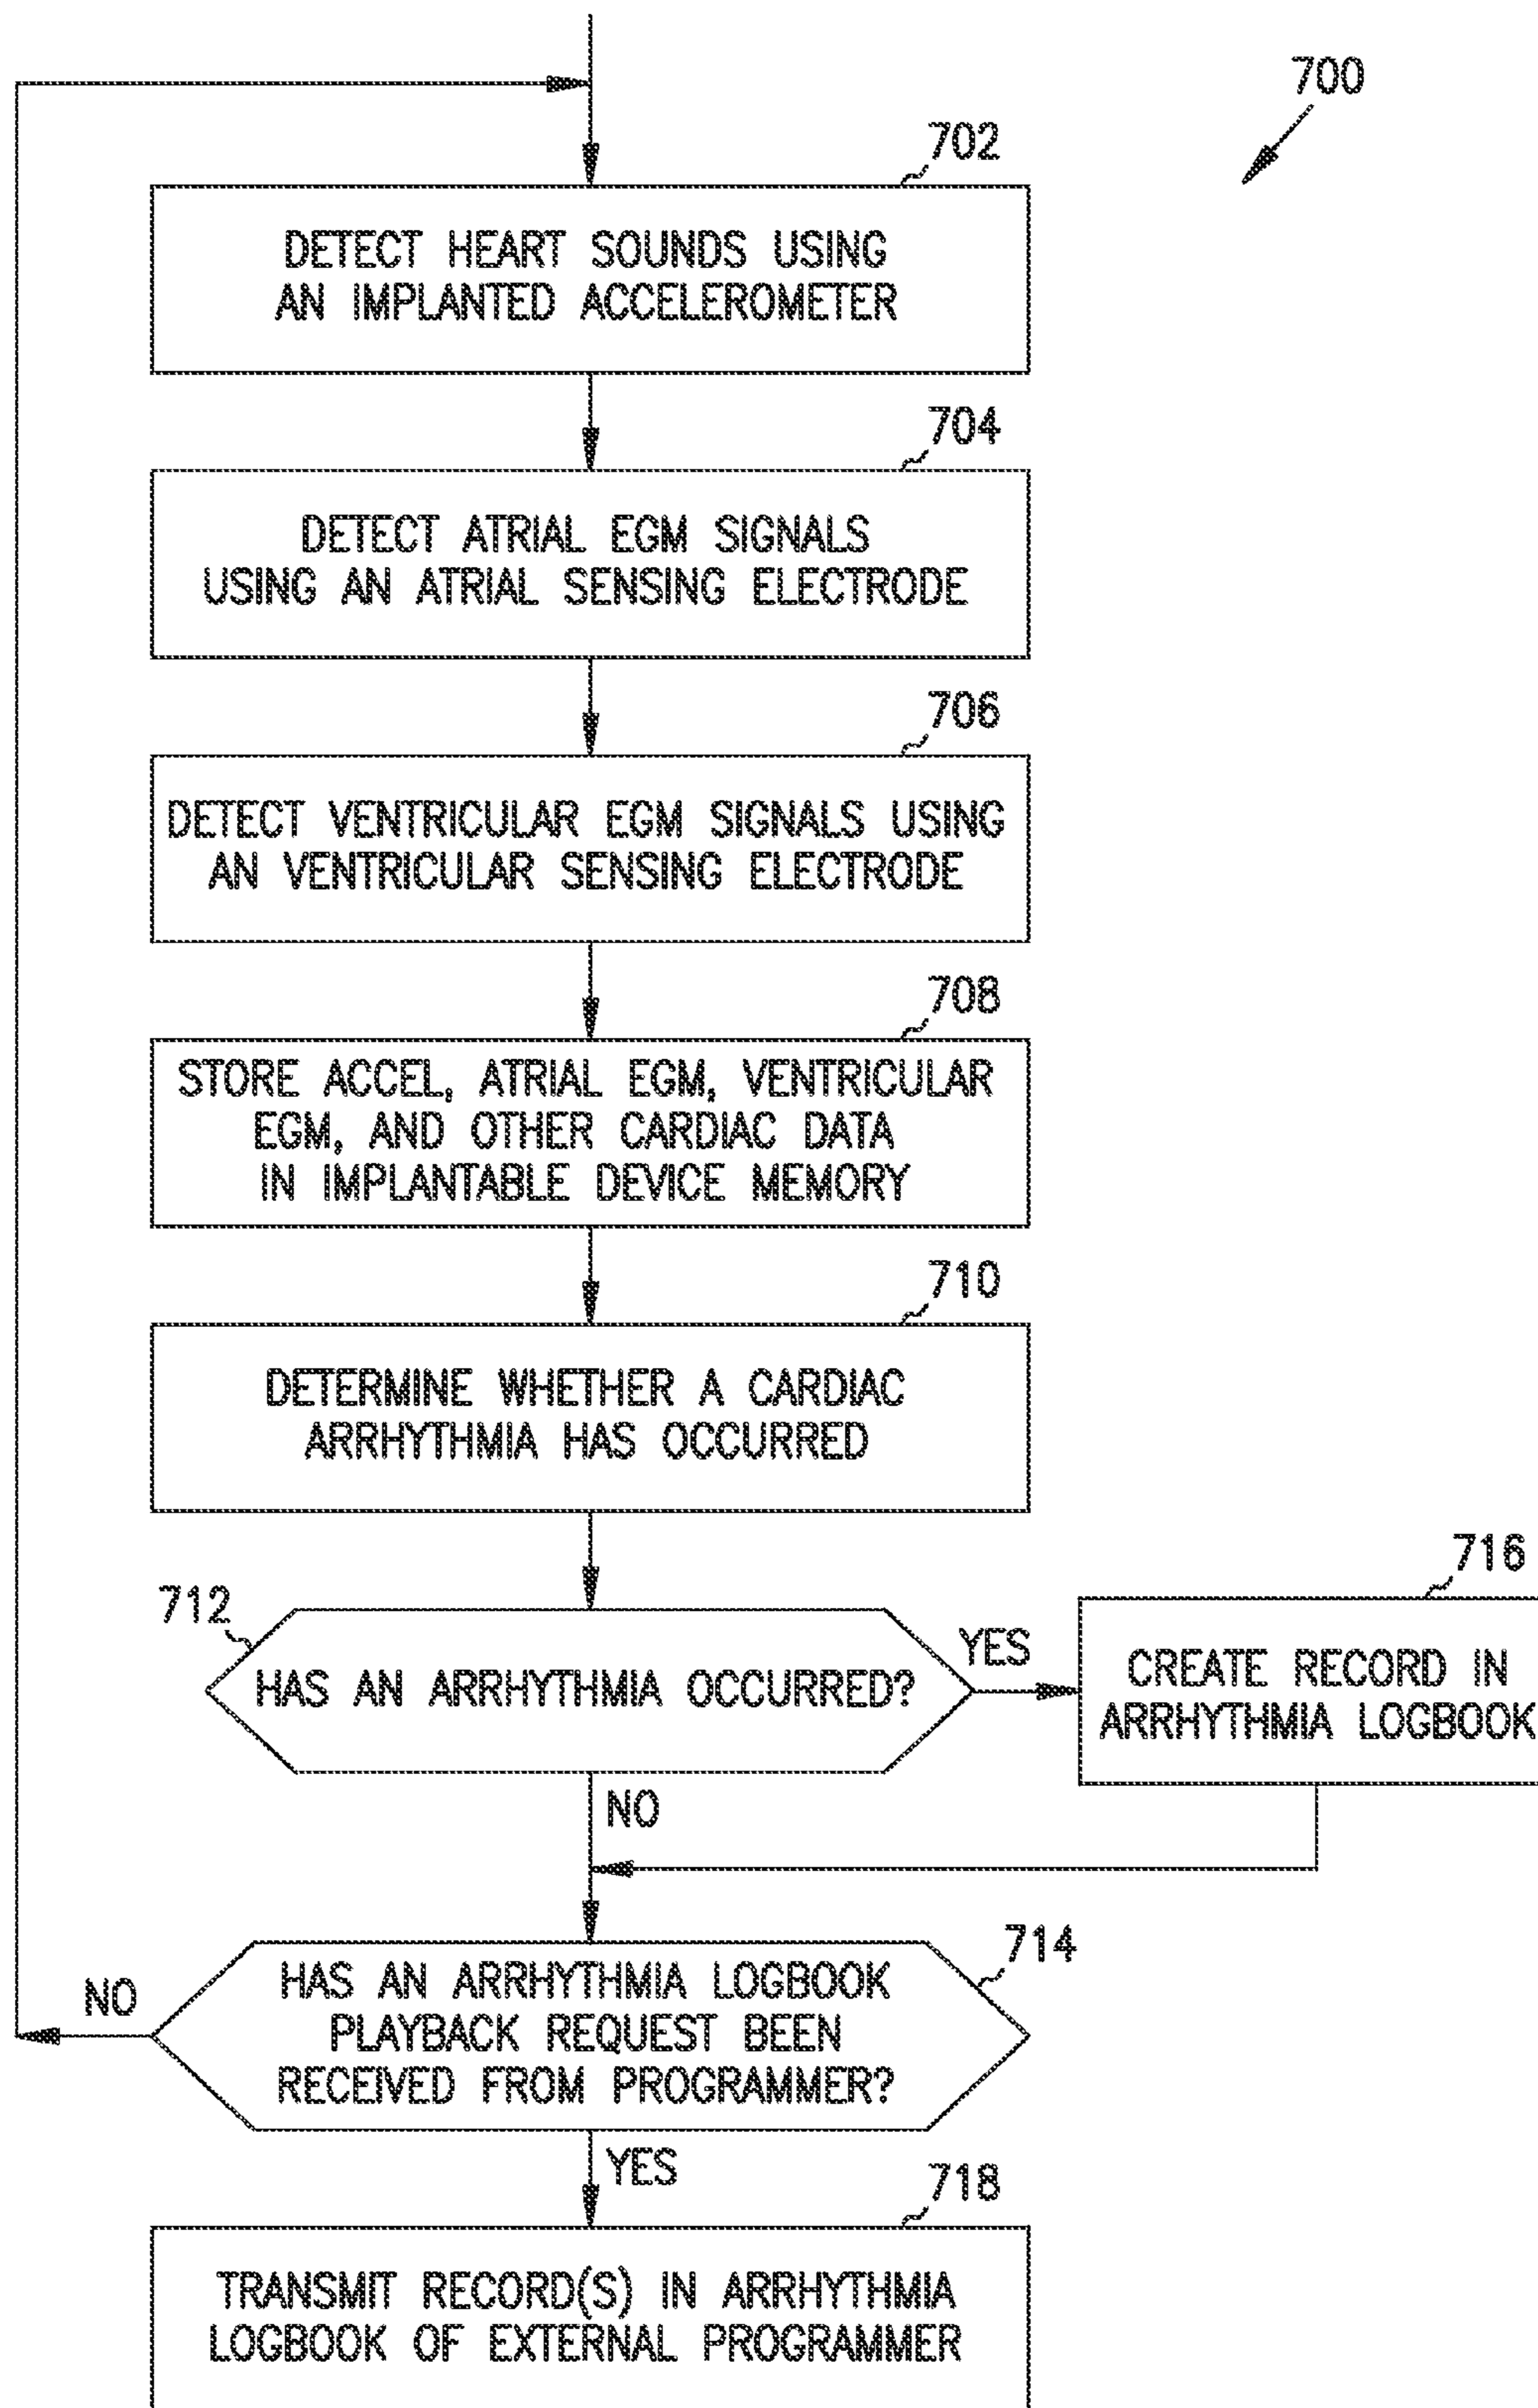 700
702
DETECT HEART SOUNDS USING
AN IMPLANTED ACCELEROMETER
704
DETECT ATRIAL EGM SIGNALS
USING AN ATRIAL SENSING ELECTRODE
706
DETECT VENTRICULAR EGM SIGNALS USING
AN VENTRICULAR SENSING ELECTRODE
708
STORE ACCEL, ATRIAL EGM, VENTRICULAR
EGM, AND OTHER CARDIAC DATA
IN IMPLANTABLE DEVICE MEMORY
710
DETERMINE WHETHER A CARDIAC
ARRHYTHMIA HAS OCCURRED
712
HAS AN ARRHYTHMIA OCCURRED?
YES
716
CREATE RECORD IN
ARRHYTHMIA LOGBOOK
NO
714
HAS AN ARRHYTHMIA LOGBOOK
PLAYBACK REQUEST BEEN
RECEIVED FROM PROGRAMMER?
NO
YES
718
TRANSMIT RECORD(S) IN ARRHYTHMIA
LOGBOOK OF EXTERNAL PROGRAMMER